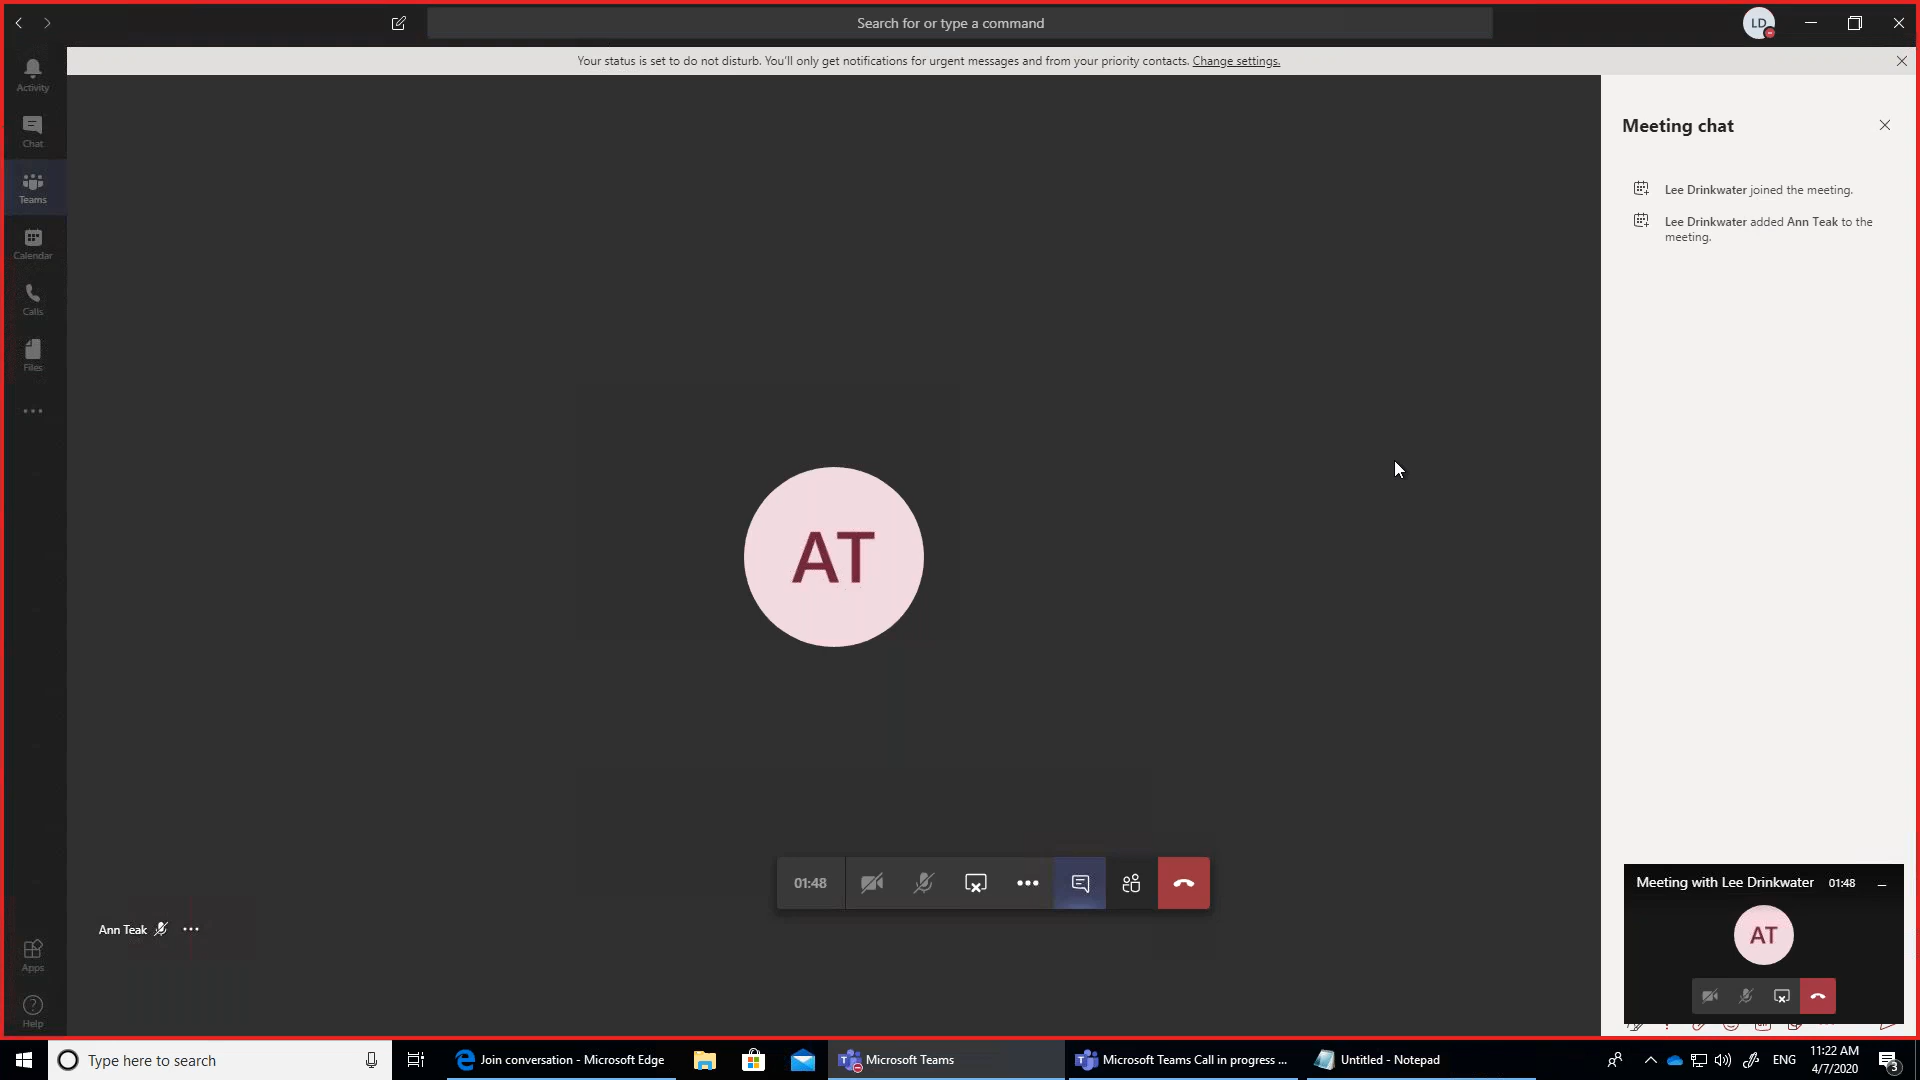 Search for or type a command
LD
Your status is set to do not disturb. You'll only get notifications for urgent messages and from your priority contacts. Change settings.
Activity
Chat
Teams
Calendar
Calls
Files
Apps
Help
AT
Ann Teak
01:48
Meeting chat
Lee Drinkwater joined the meeting.
Lee Drinkwater added Ann Teak to the
meeting.
Meeting with Lee Drinkwater 01:48
AT
Type here to search
Join conversation - Microsoft Edge
Microsoft Teams
Microsoft Teams Call in progress ...
Untitled - Notepad
ENG
11:22 AM
4/7/2020
3